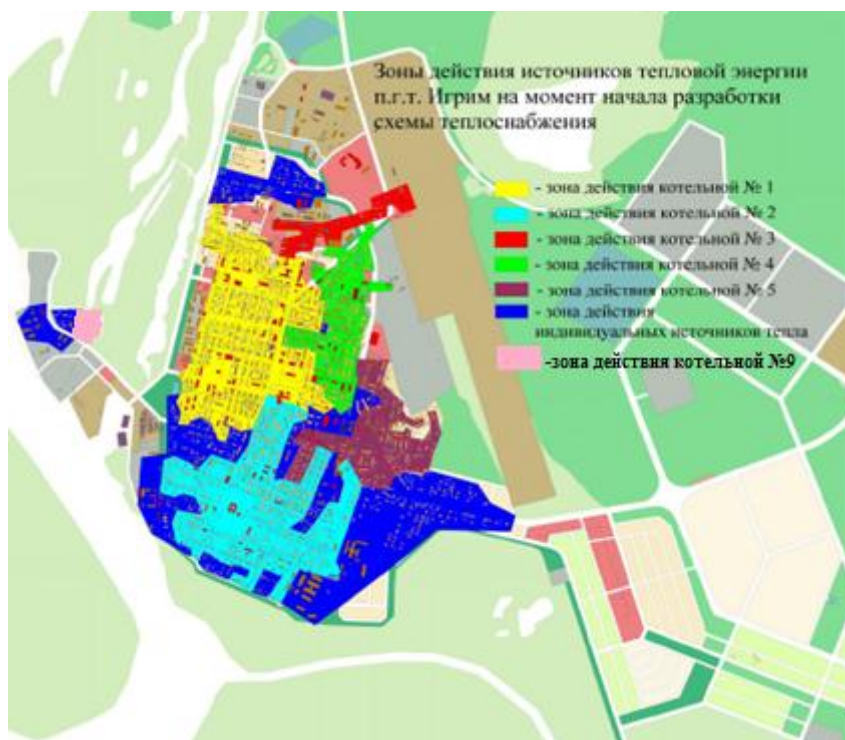 Зоны действия источников тепловой энергии
п.г.т. Игрим на момент начала разработки
схемы теплоснабжения
- зона действия котельной № 1
- зона действия котельной № 2
- зона действия котельной № 3
- зона действия котельной № 4
- зона действия котельной № 5
- зона действия
индивидуальных источников тепла
-зона действия котельной №9